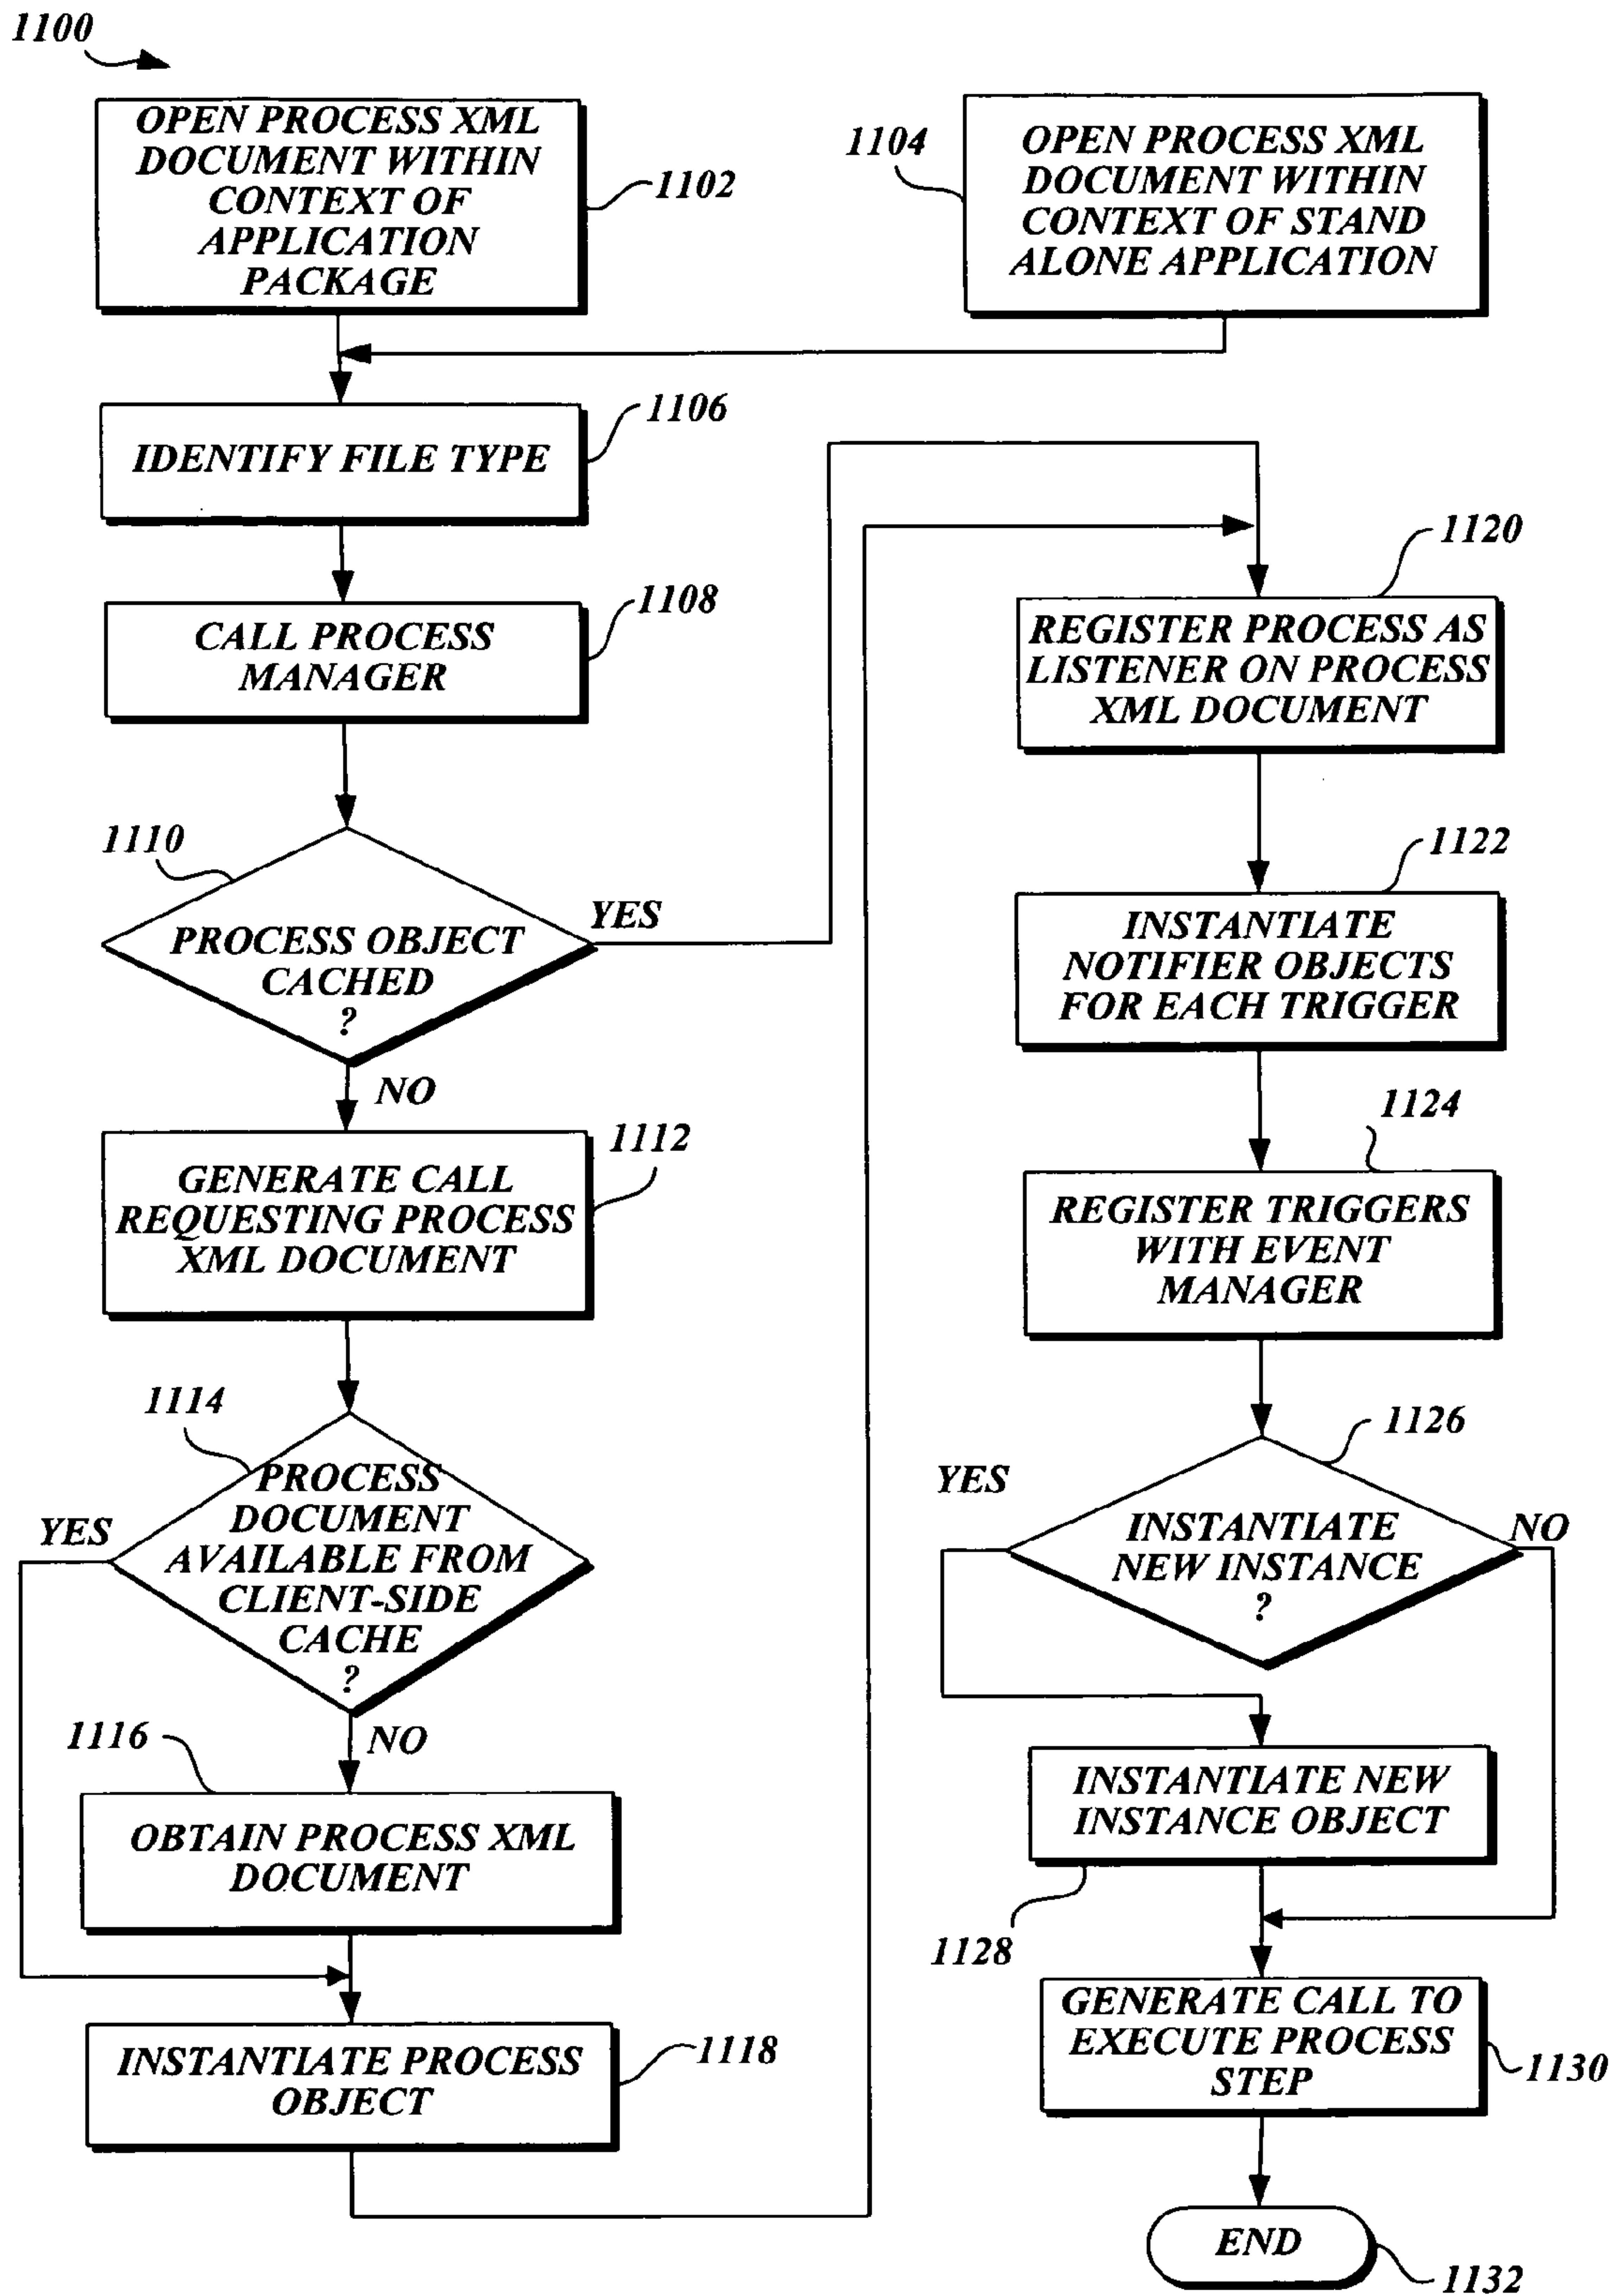 1100
OPEN PROCESS XML
DOCUMENT WITHIN
CONTEXT OF
APPLICATION
PACKAGE
1102
1104
OPEN PROCESS XML
DOCUMENT WITHIN
CONTEXT OF STAND
ALONE APPLICATION
IDENTIFY FILE TYPE
1106
CALL PROCESS
MANAGER
1108
1110
PROCESS OBJECT
CACHED
?
YES
NO
GENERATE CALL
REQUESTING PROCESS
XML DOCUMENT
1112
1114
PROCESS
DOCUMENT
AVAILABLE FROM
CLIENT-SIDE
CACHE
?
YES
NO
1116
OBTAIN PROCESS XML
DOCUMENT
INSTANTIATE PROCESS
OBJECT
1118
1120
REGISTER PROCESS AS
LISTENER ON PROCESS
XML DOCUMENT
1122
INSTANTIATE
NOTIFIER OBJECTS
FOR EACH TRIGGER
1124
REGISTER TRIGGERS
WITH EVENT
MANAGER
1126
YES
INSTANTIATE
NEW INSTANCE
?
NO
INSTANTIATE NEW
INSTANCE OBJECT
1128
GENERATE CALL TO
EXECUTE PROCESS
STEP
1130
END
1132